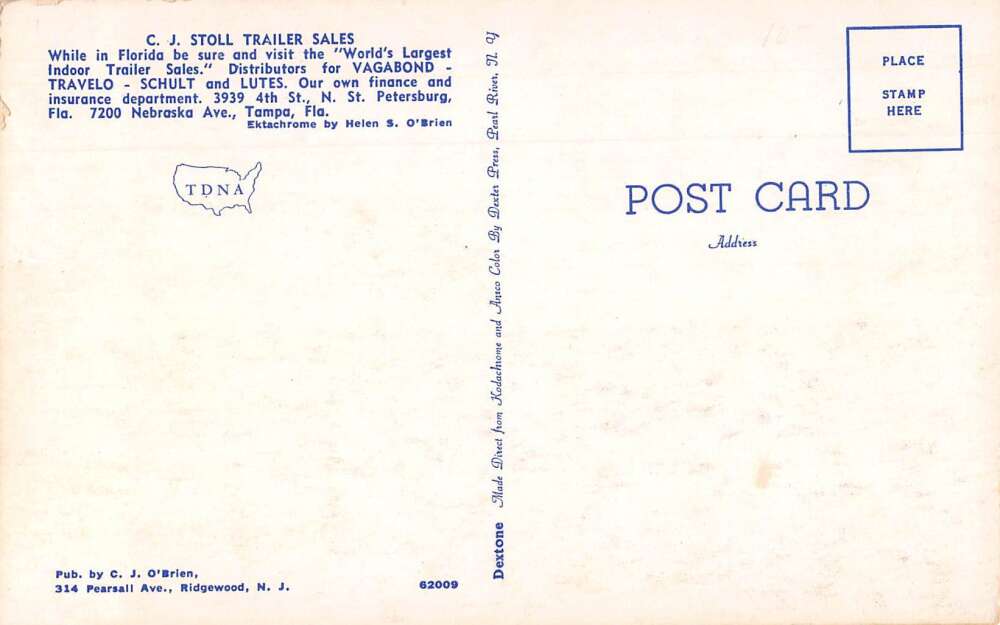 C. J. STOLL TRAILER SALES
While in Florida be sure and visit the "World's Largest
Indoor Trailer Sales." Distributors for VAGABOND -
TRAVELO - SCHULT and LUTES. Our own finance and
insurance department. 3939 4th St., N. St. Petersburg,
Fla. 7200 Nebraska Ave., Tampa, Fla.
Ektachrome by Helen S. O'Brien
TDNA
Pub. by C. J. O'Brien,
314 Pearsall Ave., Ridgewood, N. J.
62009
Dextone Made Direct from Kodachrome and Ansco Color By Dexter Press, Pearl River, N. Y
PLACE
STAMP
HERE
POST CARD
Address